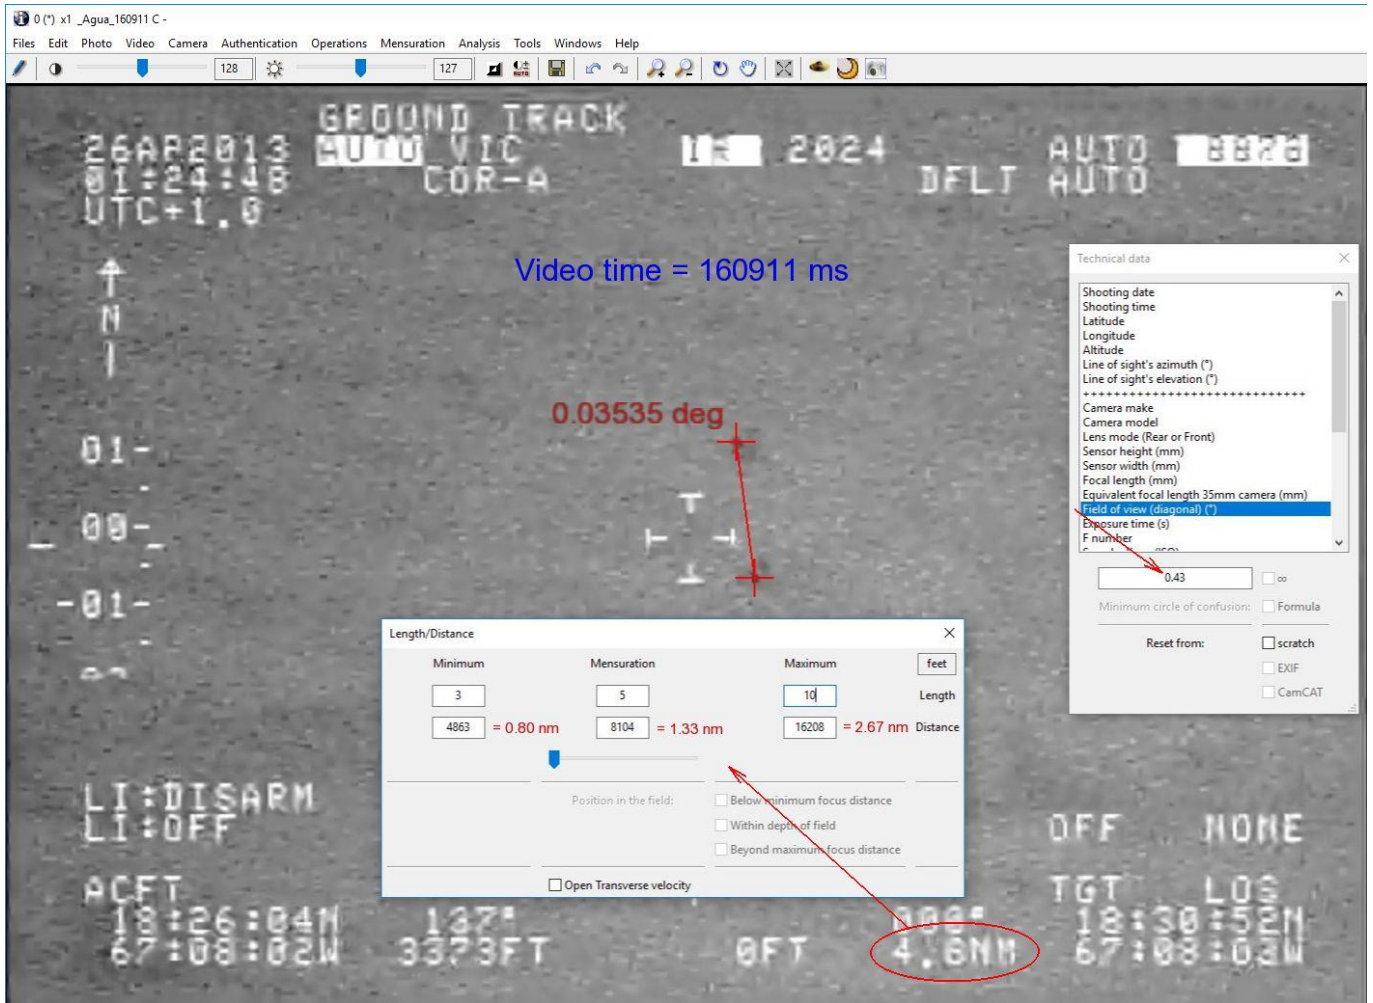 0 (*) x1 _Agua_160911 C -
Files Edit Photo Video Camera Authentication Operations Mensuration Analysis Tools Windows Help
128 127
GROUND TRACK
26AP2013 AUTO VIC IR 2024 AUTO
01:24:48 COR-A DFLT AUTO
UTC+1.0
Video time = 160911 ms
N
0.03535 deg
01-
00-
-01-
Technical data
Shooting date
Shooting time
Latitude
Longitude
Altitude
Line of sight's azimuth (°)
Line of sight's elevation (°)
++++++++++++++++++++++++++++
Camera make
Camera model
Lens mode (Rear or Front)
Sensor height (mm)
Sensor width (mm)
Focal length (mm)
Equivalent focal length 35mm camera (mm)
Field of view (diagonal) (°)
Exposure time (s)
F number
0.43 ∞
Minimum circle of confusion: Formula
Reset from: scratch
EXIF
CamCAT
Length/Distance
Minimum Mensuration Maximum feet
3 5 10 Length
4863 = 0.80 nm 8104 = 1.33 nm 16208 = 2.67 nm Distance
Position in the field: Below minimum focus distance
Within depth of field
Beyond maximum focus distance
Open Transverse velocity
LI:DISARM
LI:OFF OFF NONE
ACFT TGT LOS
18:26:04N 137° 18:30:52N
67:08:02W 3373FT 0FT 4.8NM 67:08:03W